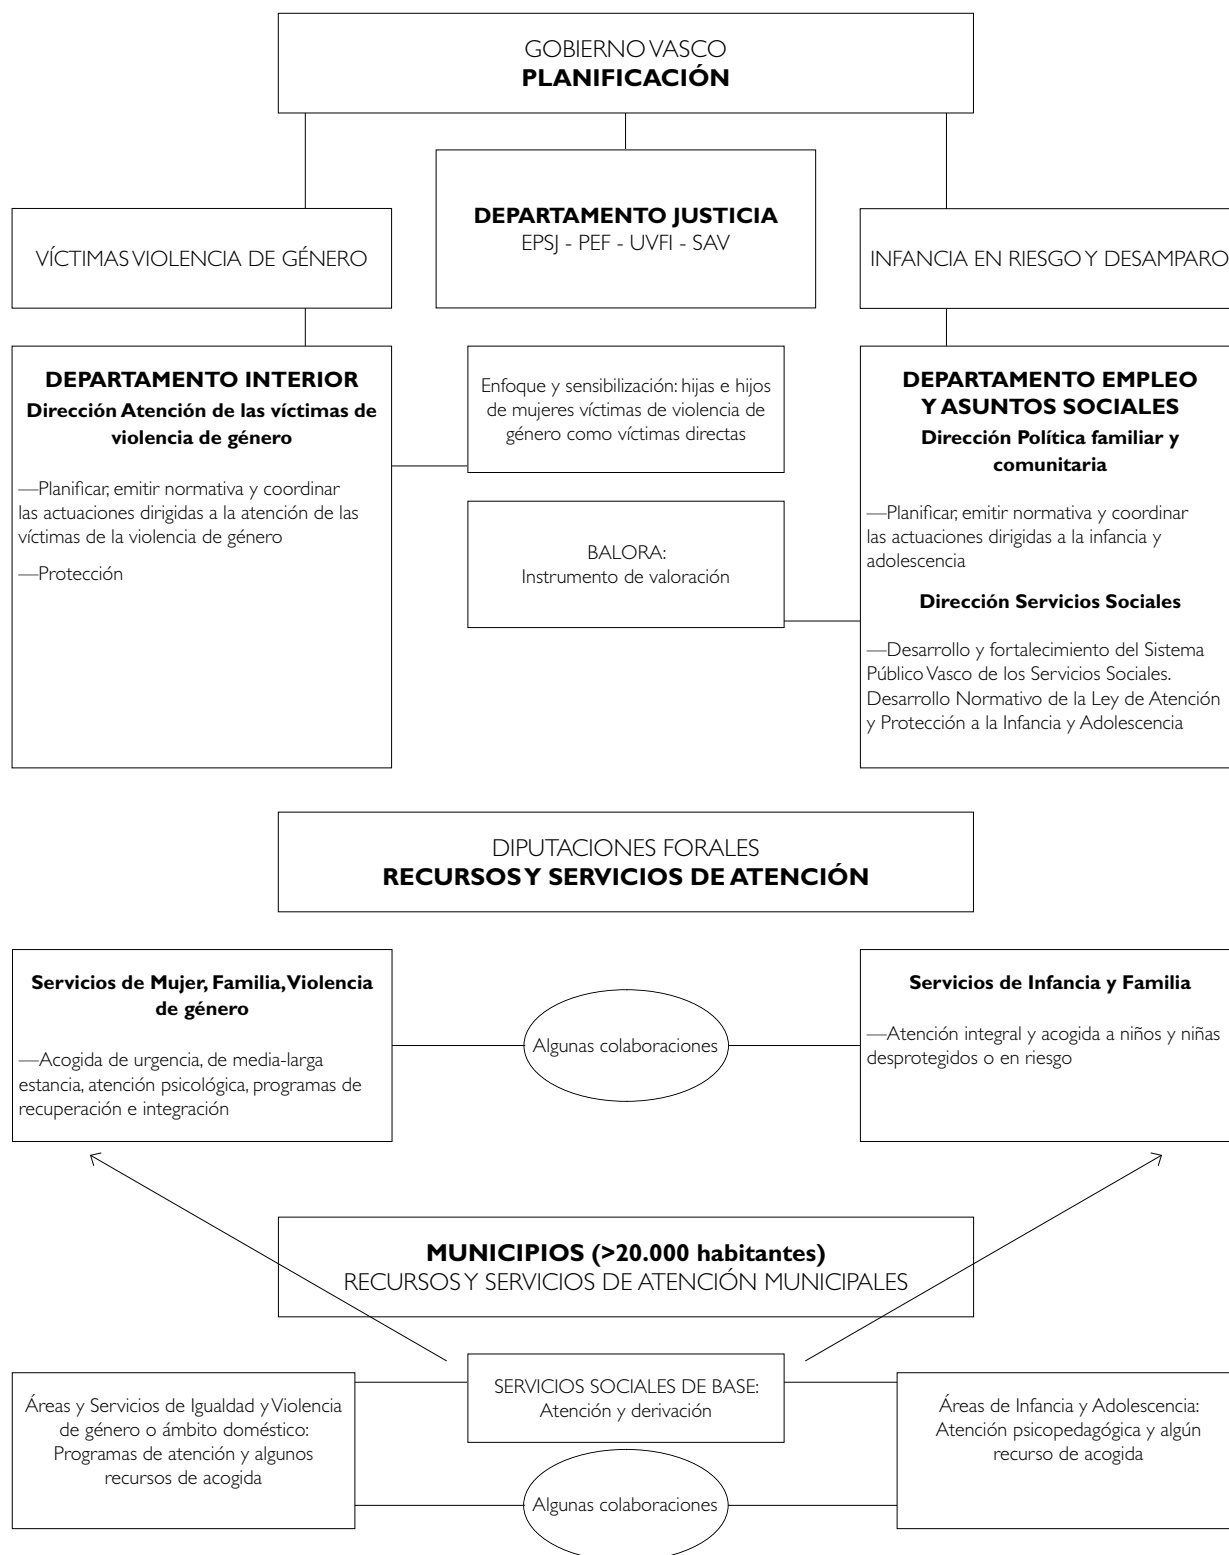 GOBIERNO VASCO
PLANIFICACIÓN
DEPARTAMENTO JUSTICIA
EPSJ - PEF - UVFI - SAV
VÍCTIMAS VIOLENCIA DE GÉNERO
INFANCIA EN RIESGO Y DESAMPARO
DEPARTAMENTO INTERIOR
Dirección Atención de las víctimas de
violencia de género
—Planificar, emitir normativa y coordinar
las actuaciones dirigidas a la atención de las
víctimas de la violencia de género
—Protección
Enfoque y sensibilización: hijas e hijos
de mujeres víctimas de violencia de
género como víctimas directas
BALORA:
Instrumento de valoración
DEPARTAMENTO EMPLEO
Y ASUNTOS SOCIALES
Dirección Política familiar y
comunitaria
—Planificar, emitir normativa y coordinar
las actuaciones dirigidas a la infancia y
adolescencia
Dirección Servicios Sociales
—Desarrollo y fortalecimiento del Sistema
Público Vasco de los Servicios Sociales.
Desarrollo Normativo de la Ley de Atención
y Protección a la Infancia y Adolescencia
DIPUTACIONES FORALES
RECURSOS Y SERVICIOS DE ATENCIÓN
Servicios de Mujer, Familia, Violencia
de género
—Acogida de urgencia, de media-larga
estancia, atención psicológica, programas de
recuperación e integración
Algunas colaboraciones
Servicios de Infancia y Familia
—Atención integral y acogida a niños y niñas
desprotegidos o en riesgo
MUNICIPIOS (>20.000 habitantes)
RECURSOS Y SERVICIOS DE ATENCIÓN MUNICIPALES
SERVICIOS SOCIALES DE BASE:
Atención y derivación
Áreas y Servicios de Igualdad y Violencia
de género o ámbito doméstico:
Programas de atención y algunos
recursos de acogida
Áreas de Infancia y Adolescencia:
Atención psicopedagógica y algún
recurso de acogida
Algunas colaboraciones